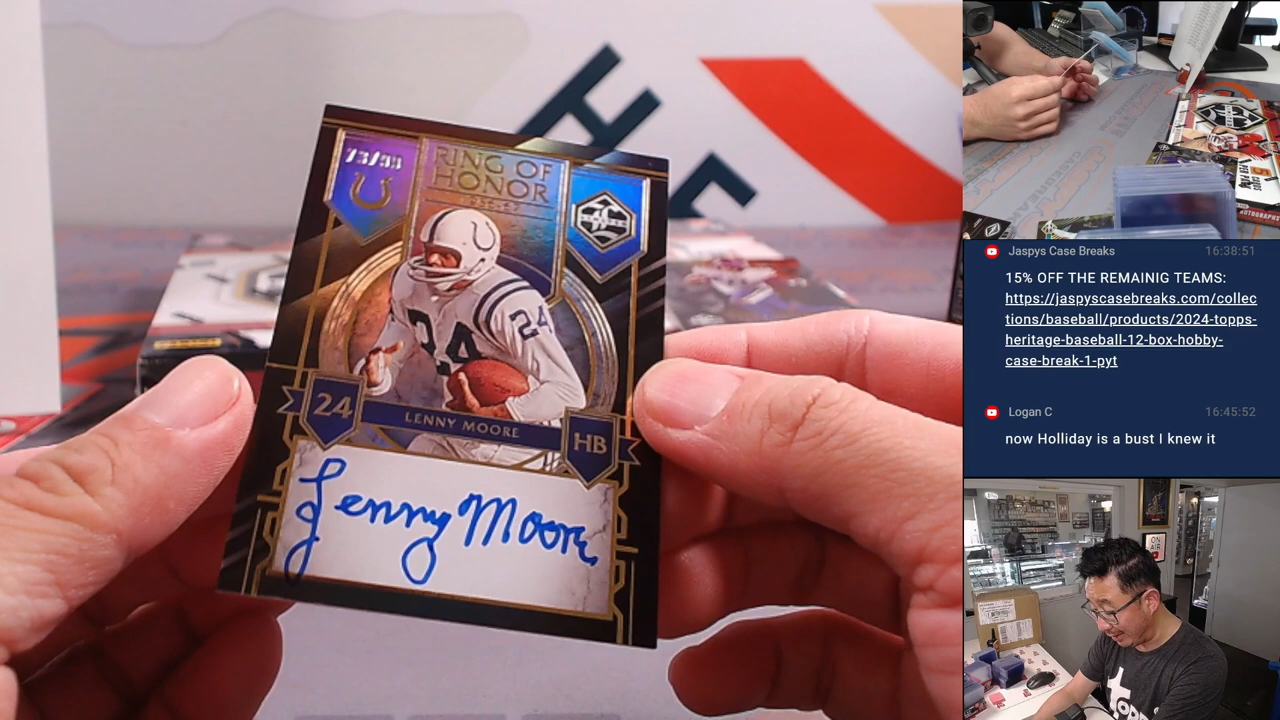 73/99
RING OF
HONOR
24
24
24
LENNY MOORE
HB
Lenny Moore
Jaspys Case Breaks 16:38:51
15% OFF THE REMAINIG TEAMS:
https://jaspyscasebreaks.com/collec
tions/baseball/products/2024-topps-
heritage-baseball-12-box-hobby-
case-break-1-pyt
Logan C 16:45:52
now Holliday is a bust I knew it
ON
AIR